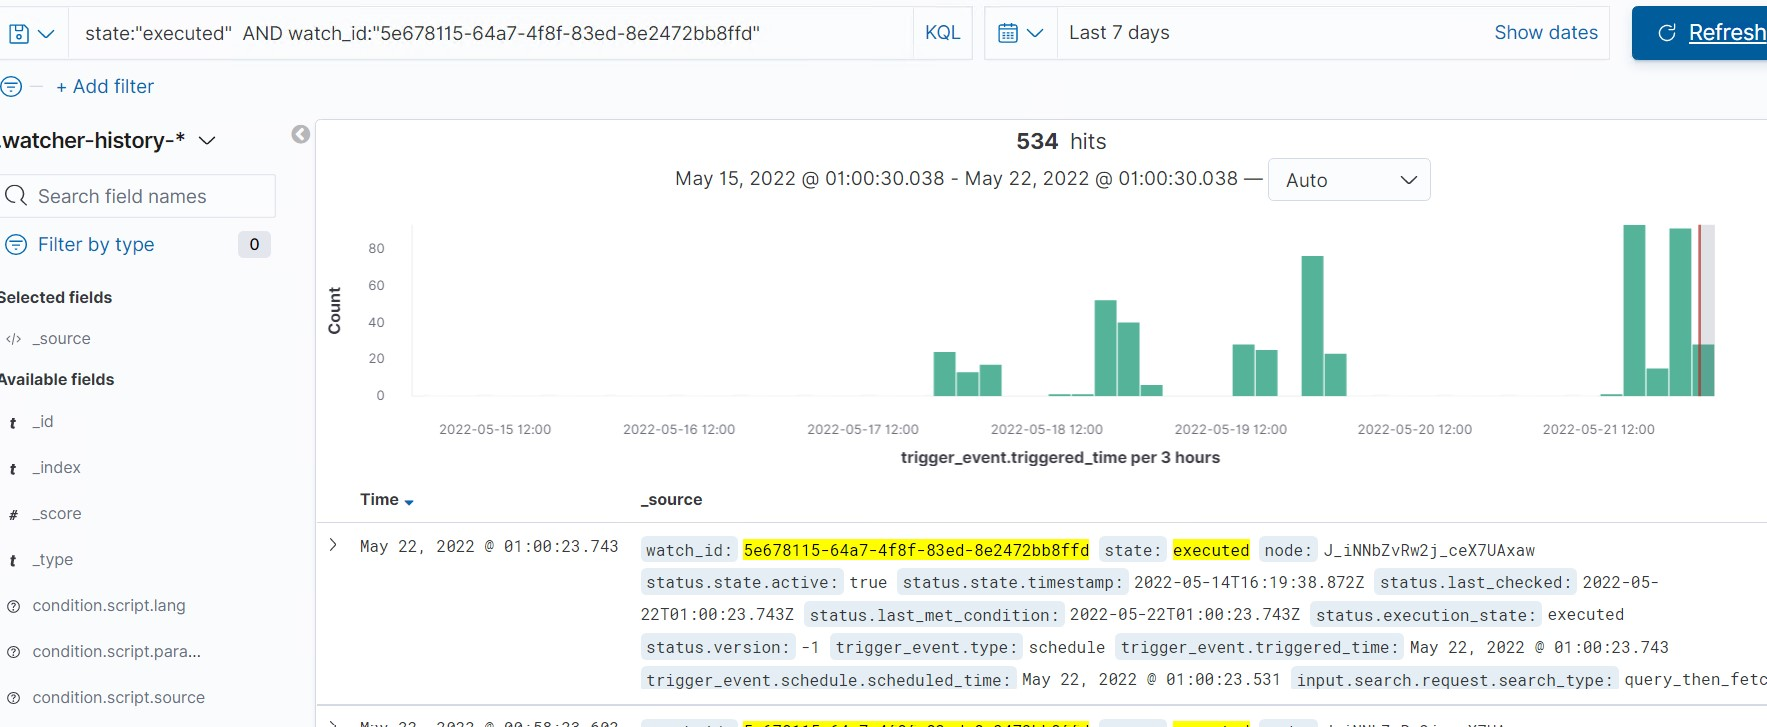 state:"executed" AND watch_id:"5e678115-64a7-4f8f-83ed-8e2472bb8ffd" KQL Last 7 days Show dates Refresh
+ Add filter
.watcher-history-*
534 hits
May 15, 2022 @ 01:00:30.038 - May 22, 2022 @ 01:00:30.038 — Auto
Search field names
Filter by type 0
Selected fields
_source
Available fields
t _id
t _index
# _score
t _type
condition.script.lang
condition.script.para...
condition.script.source
Count
80
60
40
20
0
2022-05-15 12:00 2022-05-16 12:00 2022-05-17 12:00 2022-05-18 12:00 2022-05-19 12:00 2022-05-20 12:00 2022-05-21 12:00
trigger_event.triggered_time per 3 hours
Time _source
May 22, 2022 @ 01:00:23.743 watch_id: 5e678115-64a7-4f8f-83ed-8e2472bb8ffd state: executed node: J_iNNbZvRw2j_ceX7UAxaw
status.state.active: true status.state.timestamp: 2022-05-14T16:19:38.872Z status.last_checked: 2022-05-
22T01:00:23.743Z status.last_met_condition: 2022-05-22T01:00:23.743Z status.execution_state: executed
status.version: -1 trigger_event.type: schedule trigger_event.triggered_time: May 22, 2022 @ 01:00:23.743
trigger_event.schedule.scheduled_time: May 22, 2022 @ 01:00:23.531 input.search.request.search_type: query_then_fetc